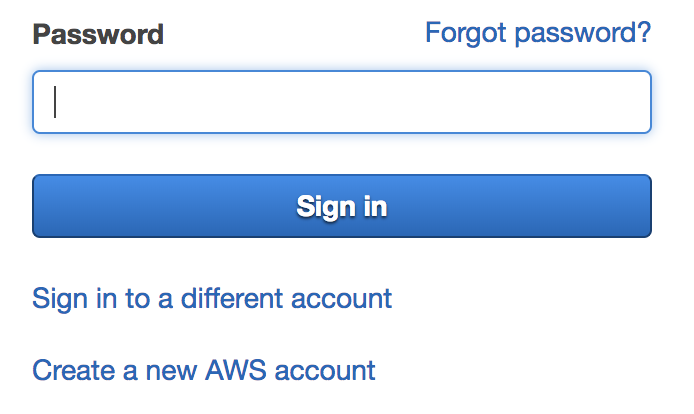 Password Forgot password?
Sign in
Sign in to a different account
Create a new AWS account